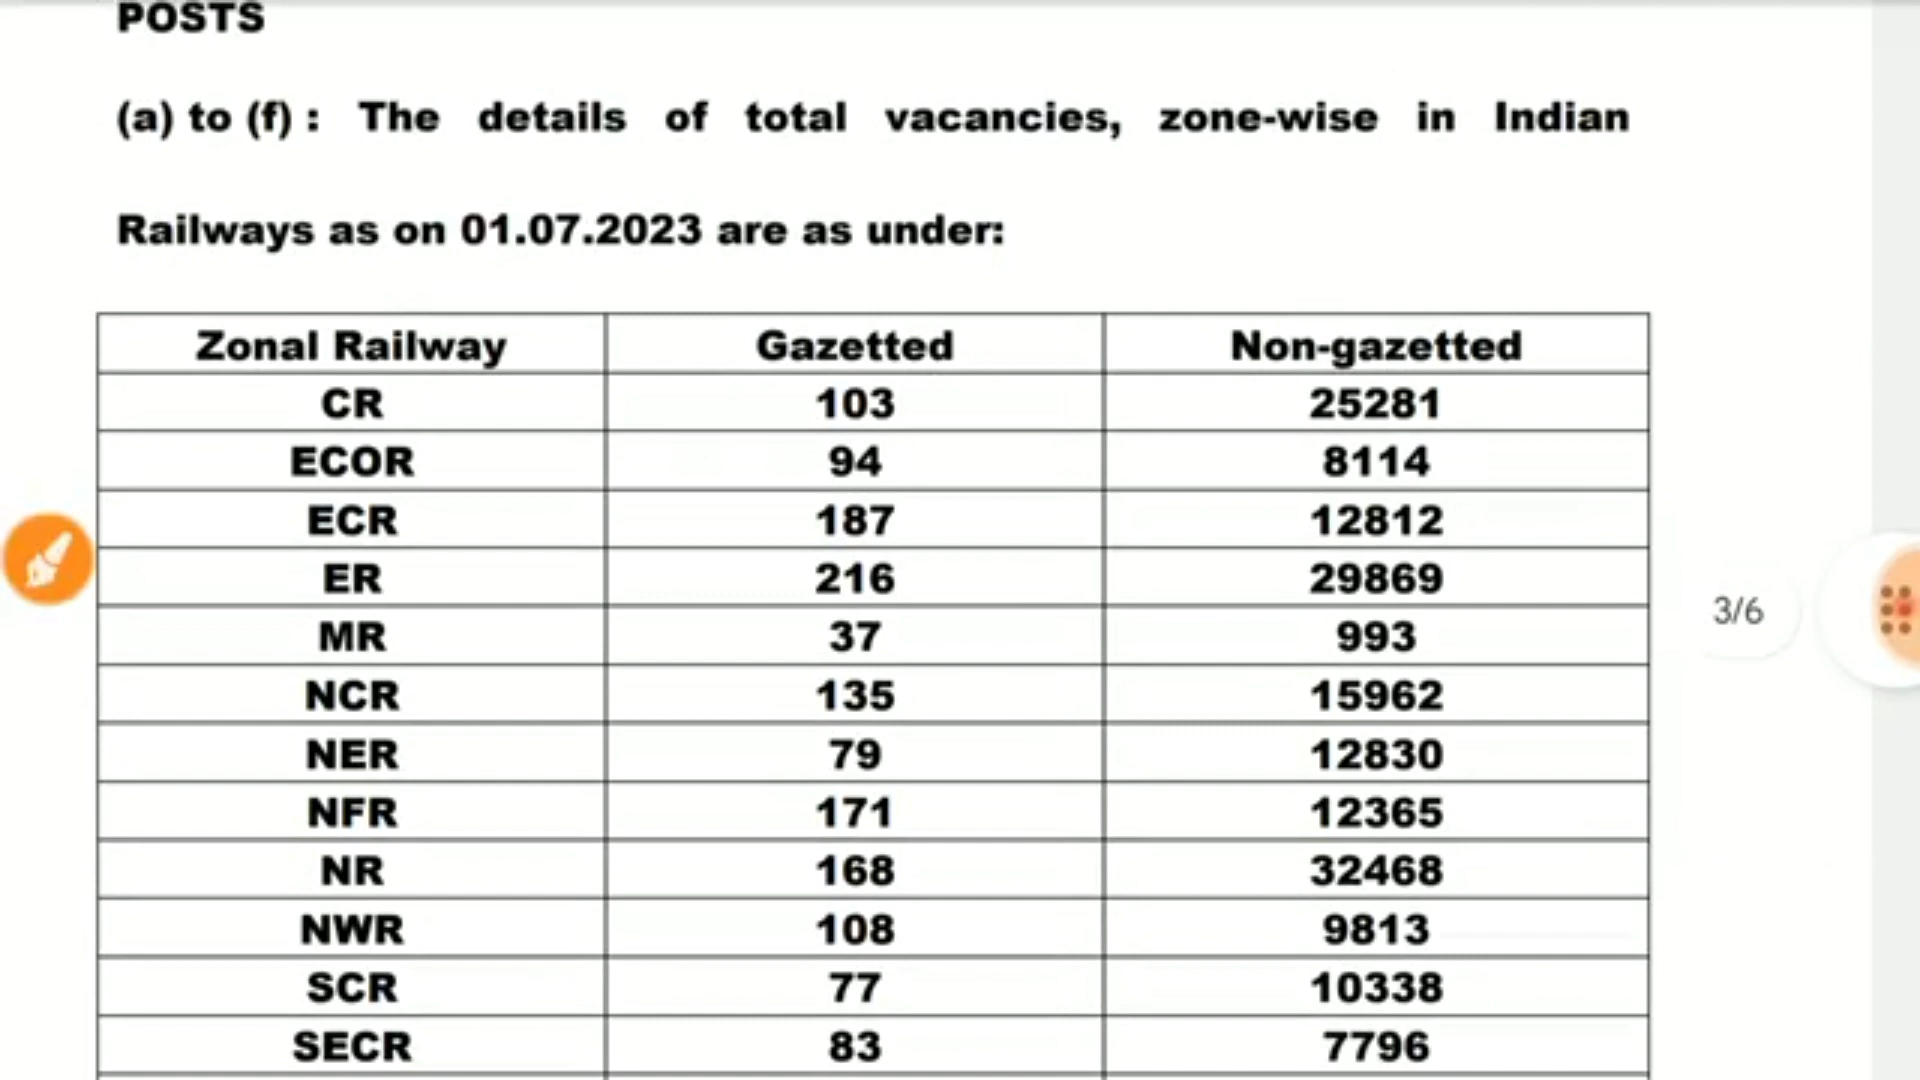 POSTS
(a) to (f) : The details of total vacancies, zone-wise in Indian
Railways as on 01.07.2023 are as under:
Zonal Railway Gazetted Non-gazetted
CR 103 25281
ECOR 94 8114
ECR 187 12812
ER 216 29869
MR 37 993
NCR 135 15962
NER 79 12830
NFR 171 12365
NR 168 32468
NWR 108 9813
SCR 77 10338
SECR 83 7796
3/6